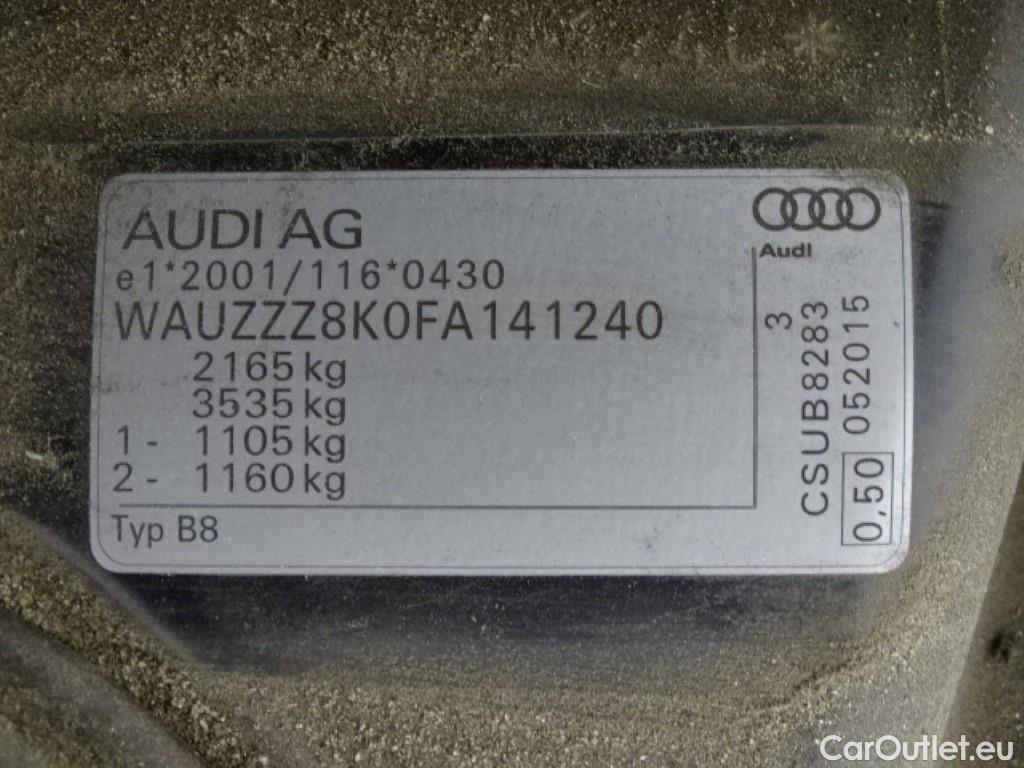 AUDI AG
e1*2001/116*0430
WAUZZZ8K0FA141240
2165 kg
3535 kg
1 - 1105 kg
2 - 1160 kg
Typ B8
Audi
3
CSUB8283
0,50 052015
CarOutlet.eu